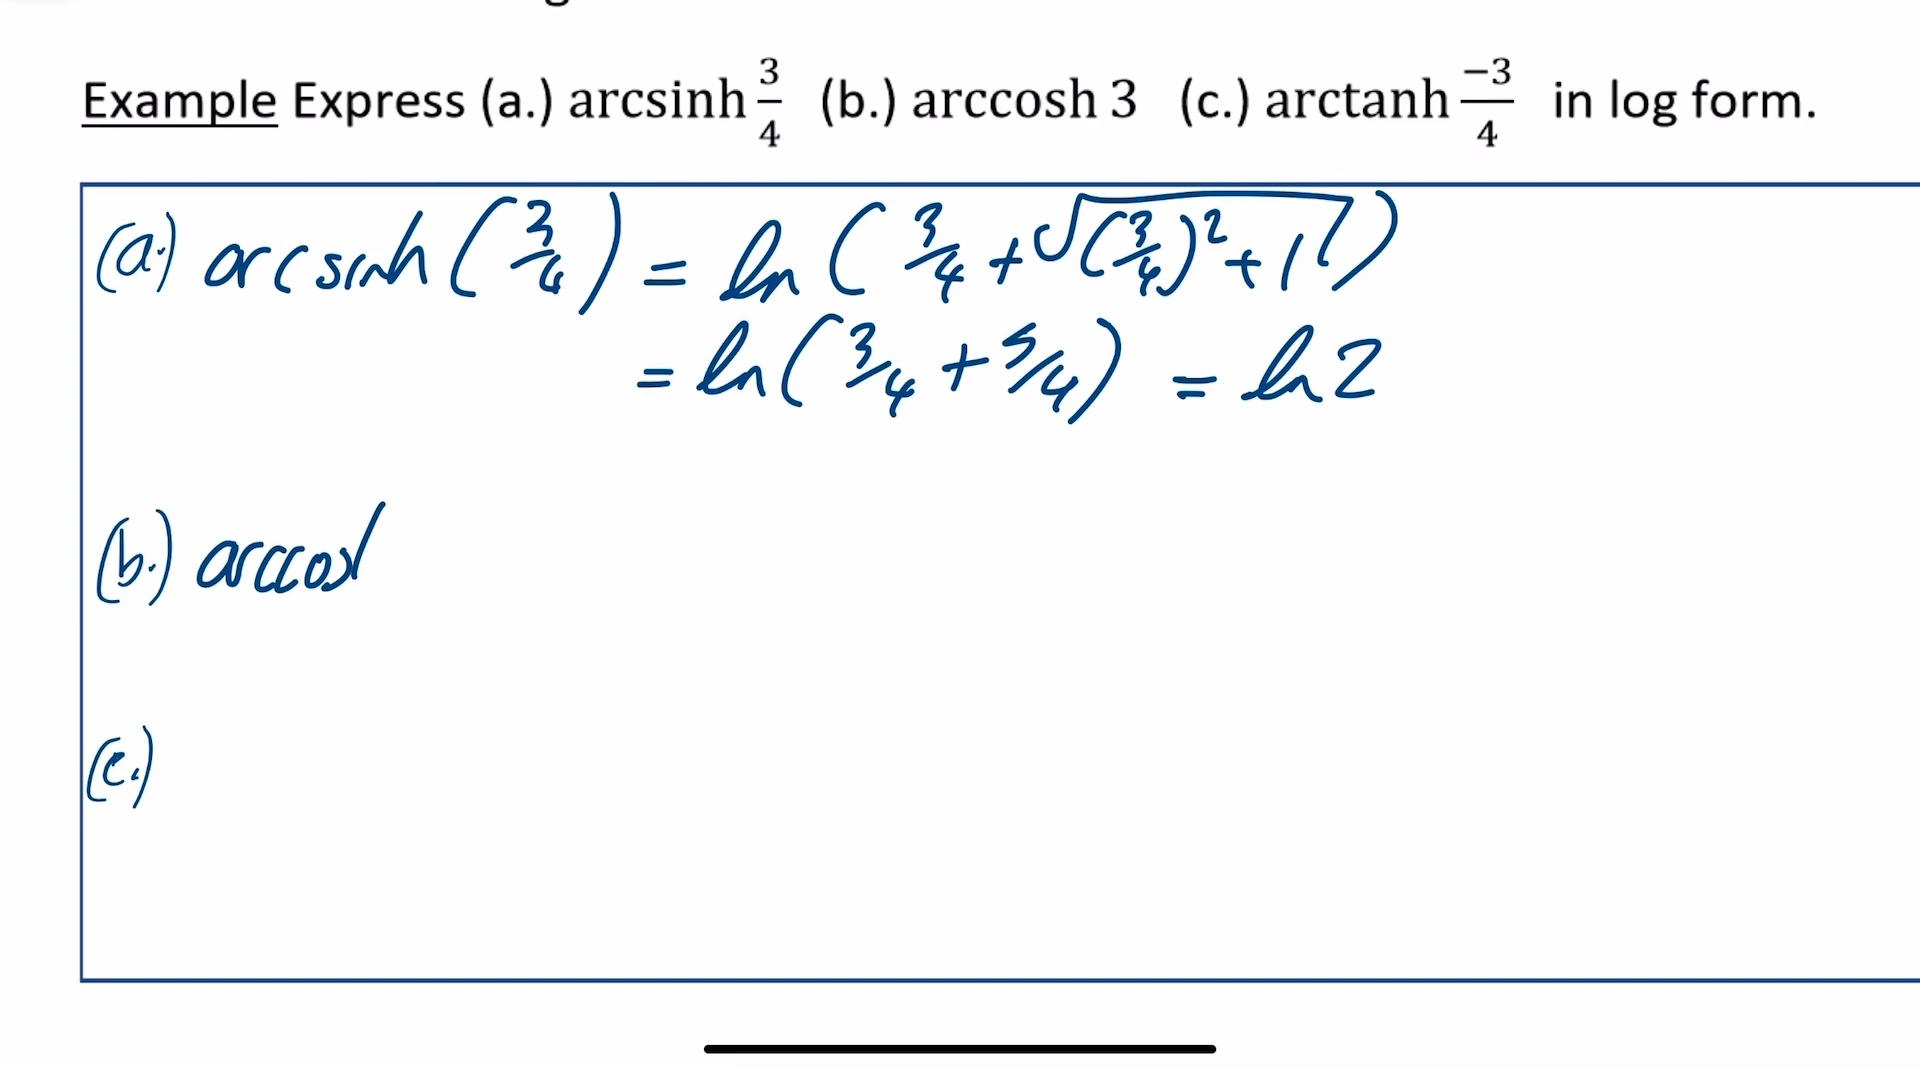 Example Express (a.) arcsinh 3/4 (b.) arccosh 3 (c.) arctanh -3/4 in log form.
(a.) arcsinh (3/4) = ln (3/4 + √((3/4)² + 1))
= ln (3/4 + 5/4) = ln 2
(b.) arccos
(c.)